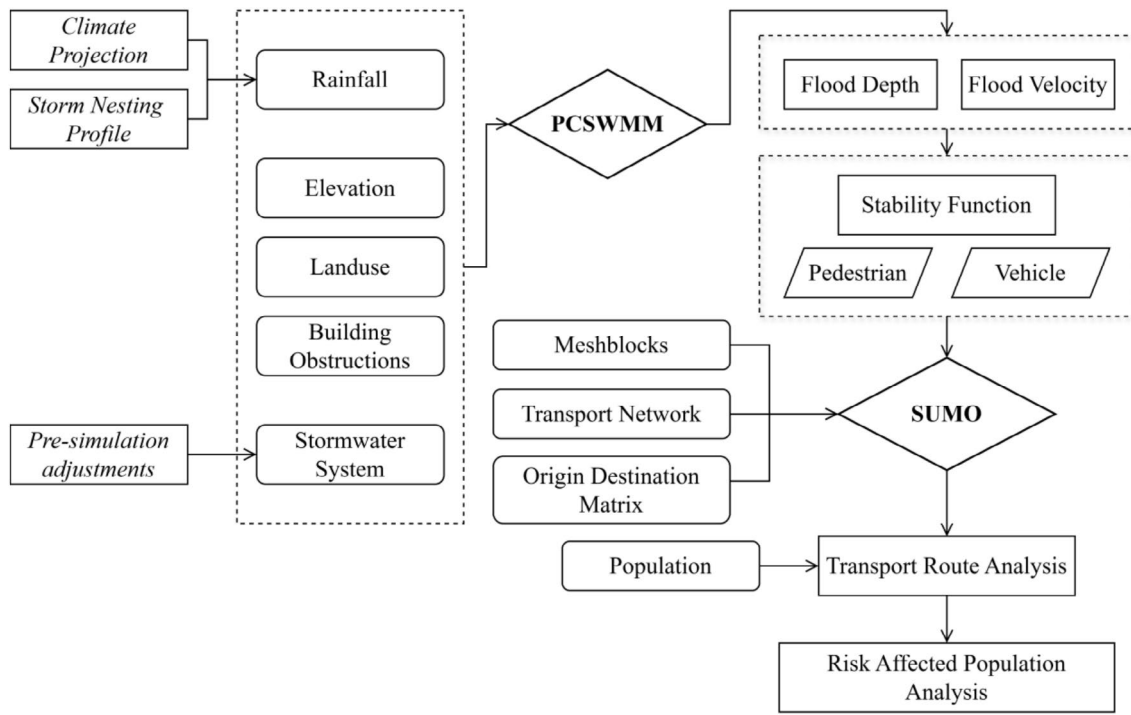 Climate
Projection
Storm Nesting
Profile
Pre-simulation
adjustments
Rainfall
Elevation
Landuse
Building
Obstructions
Stormwater
System
PCSWMM
Flood Depth
Flood Velocity
Stability Function
Pedestrian
Vehicle
Meshblocks
Transport Network
Origin Destination
Matrix
SUMO
Population
Transport Route Analysis
Risk Affected Population
Analysis